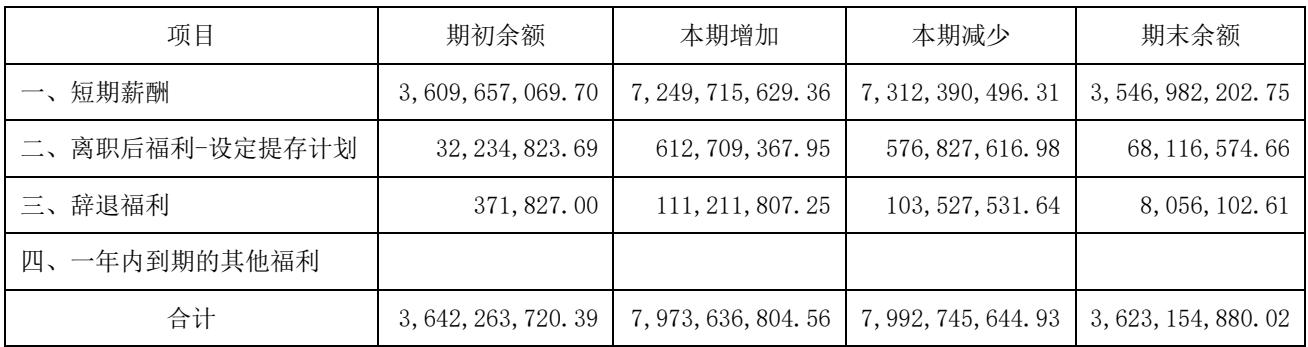 项目 期初余额 本期增加 本期减少 期末余额
一、短期薪酬 3,609,657,069.70 7,249,715,629.36 7,312,390,496.31 3,546,982,202.75
二、离职后福利-设定提存计划 32,234,823.69 612,709,367.95 576,827,616.98 68,116,574.66
三、辞退福利 371,827.00 111,211,807.25 103,527,531.64 8,056,102.61
四、一年内到期的其他福利
合计 3,642,263,720.39 7,973,636,804.56 7,992,745,644.93 3,623,154,880.02